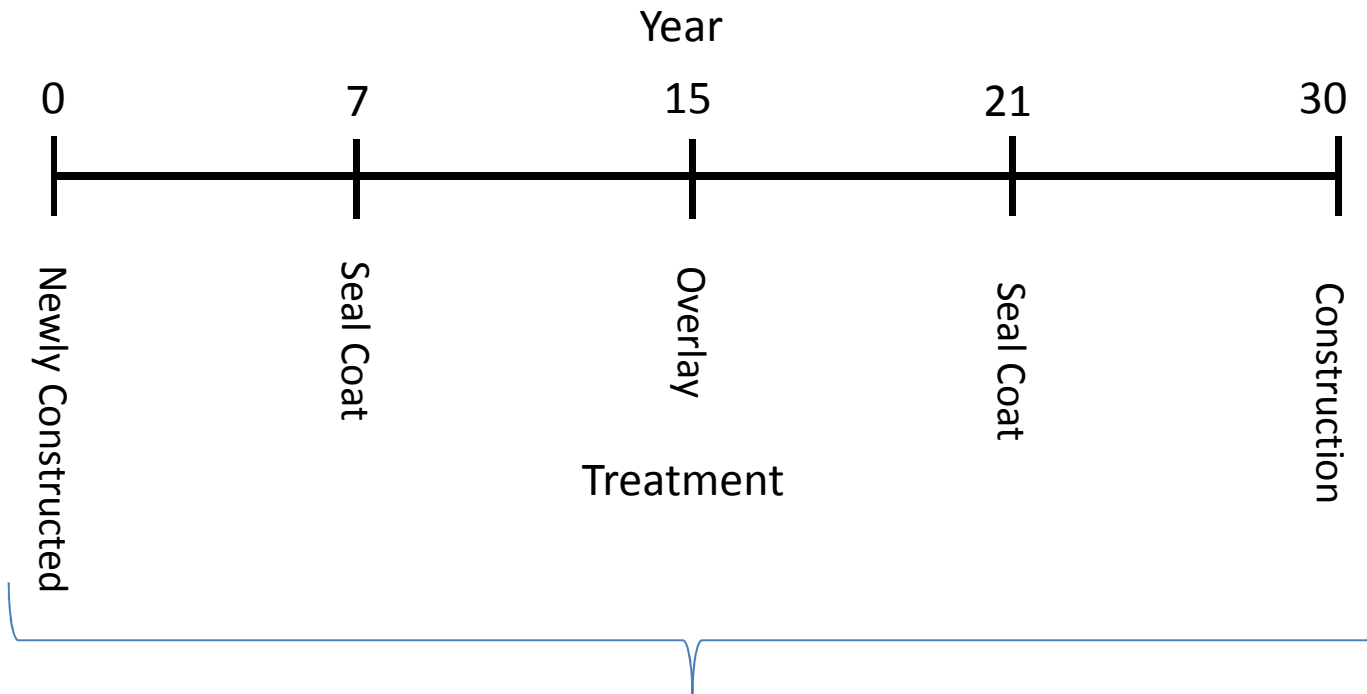 Year
0 7 15 21 30
Newly Constructed
Seal Coat
Overlay
Seal Coat
Construction
Treatment